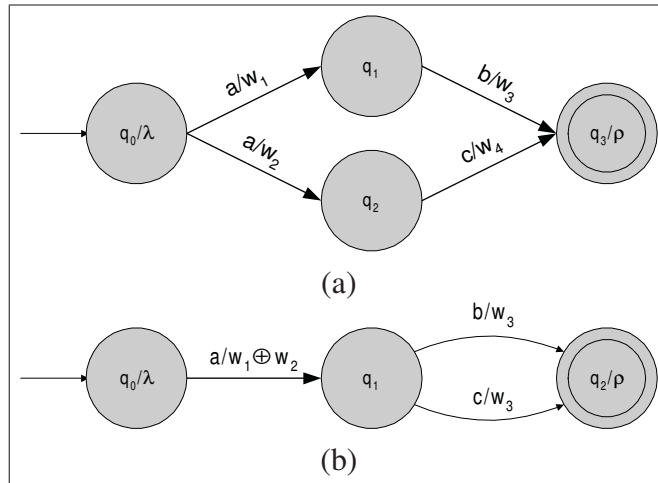 q₁
a/w₁
b/w₃
q₀/λ
q₃/ρ
a/w₂
c/w₄
q₂
(a)
b/w₃
a/w₁⊕w₂
q₀/λ
q₁
q₂/ρ
c/w₃
(b)